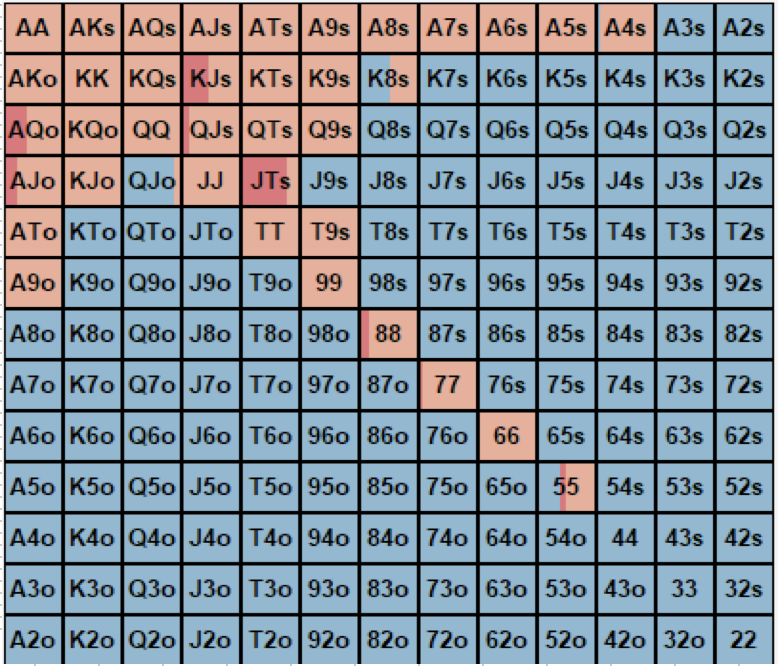 AA AKs AQs AJs ATs A9s A8s A7s A6s A5s A4s A3s A2s
AKo KK KQs KJs KTs K9s K8s K7s K6s K5s K4s K3s K2s
AQo KQo QQ QJs QTs Q9s Q8s Q7s Q6s Q5s Q4s Q3s Q2s
AJo KJo QJo JJ JTs J9s J8s J7s J6s J5s J4s J3s J2s
ATo KTo QTo JTo TT T9s T8s T7s T6s T5s T4s T3s T2s
A9o K9o Q9o J9o T9o 99 98s 97s 96s 95s 94s 93s 92s
A8o K8o Q8o J8o T8o 98o 88 87s 86s 85s 84s 83s 82s
A7o K7o Q7o J7o T7o 97o 87o 77 76s 75s 74s 73s 72s
A6o K6o Q6o J6o T6o 96o 86o 76o 66 65s 64s 63s 62s
A5o K5o Q5o J5o T5o 95o 85o 75o 65o 55 54s 53s 52s
A4o K4o Q4o J4o T4o 94o 84o 74o 64o 54o 44 43s 42s
A3o K3o Q3o J3o T3o 93o 83o 73o 63o 53o 43o 33 32s
A2o K2o Q2o J2o T2o 92o 82o 72o 62o 52o 42o 32o 22